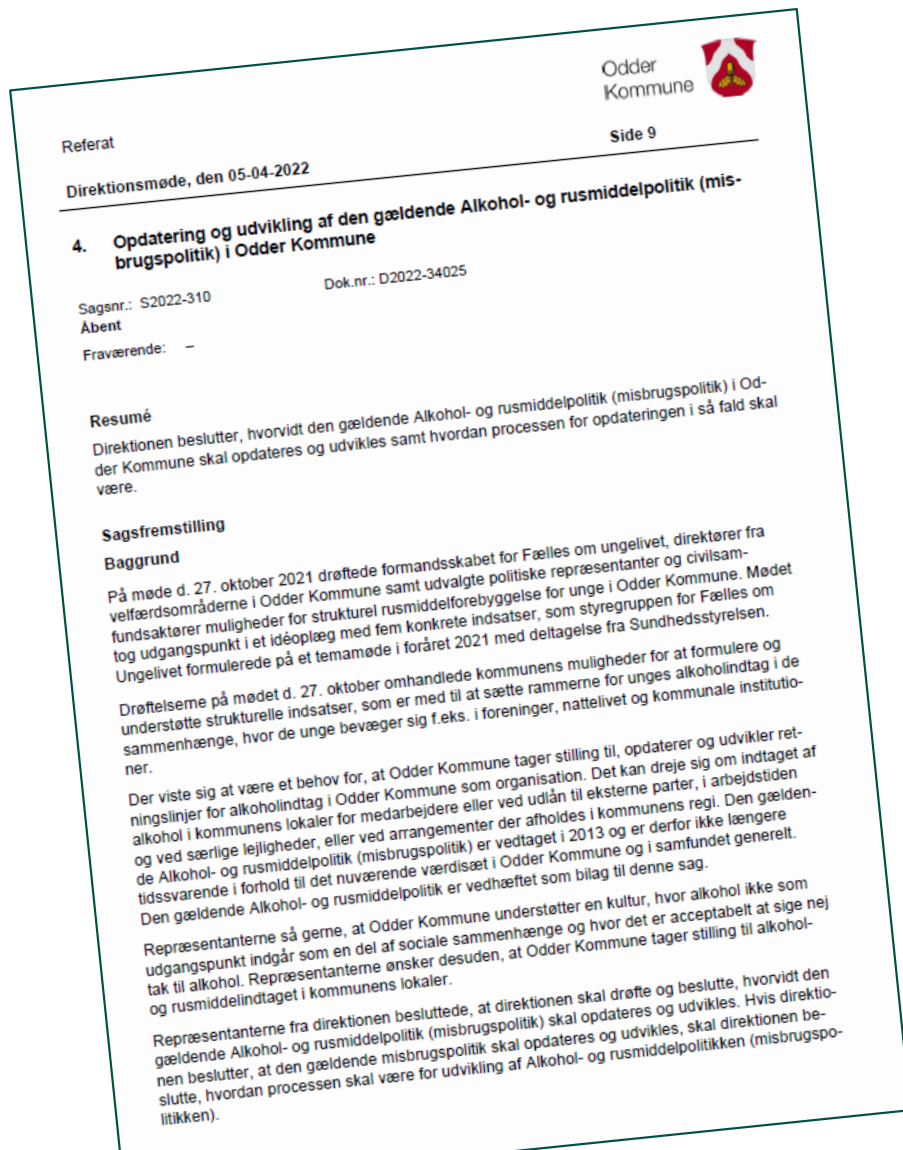 Odder
Kommune
Referat
Side 9
Direktionsmøde, den 05-04-2022
4. Opdatering og udvikling af den gældende Alkohol- og rusmiddelpolitik (mis-
brugspolitik) i Odder Kommune
Sagsnr.: S2022-310 Dok.nr.: D2022-34025
Åbent
Fraværende: –
Resumé
Direktionen beslutter, hvorvidt den gældende Alkohol- og rusmiddelpolitik (misbrugspolitik) i Od-
der Kommune skal opdateres og udvikles samt hvordan processen for opdateringen i så fald skal
være.
Sagsfremstilling
Baggrund
På møde d. 27. oktober 2021 drøftede formandsskabet for Fælles om ungelivet, direktører fra
velfærdsområderne i Odder Kommune samt udvalgte politiske repræsentanter og civilsam-
fundsaktører muligheder for strukturel rusmiddelforebyggelse for unge i Odder Kommune. Mødet
tog udgangspunkt i et idéoplæg med fem konkrete indsatser, som styregruppen for Fælles om
Ungelivet formulerede på et temamøde i foråret 2021 med deltagelse fra Sundhedsstyrelsen.
Drøftelserne på mødet d. 27. oktober omhandlede kommunens muligheder for at formulere og
understøtte strukturelle indsatser, som er med til at sætte rammerne for unges alkoholindtag i de
sammenhænge, hvor de unge bevæger sig f.eks. i foreninger, nattelivet og kommunale institutio-
ner.
Der viste sig at være et behov for, at Odder Kommune tager stilling til, opdaterer og udvikler ret-
ningslinjer for alkoholindtag i Odder Kommune som organisation. Det kan dreje sig om indtaget af
alkohol i kommunens lokaler for medarbejdere eller ved udlån til eksterne parter, i arbejdstiden
og ved særlige lejligheder, eller ved arrangementer der afholdes i kommunens regi. Den gælden-
de Alkohol- og rusmiddelpolitik (misbrugspolitik) er vedtaget i 2013 og er derfor ikke længere
tidssvarende i forhold til det nuværende værdisæt i Odder Kommune og i samfundet generelt.
Den gældende Alkohol- og rusmiddelpolitik er vedhæftet som bilag til denne sag.
Repræsentanterne så gerne, at Odder Kommune understøtter en kultur, hvor alkohol ikke som
udgangspunkt indgår som en del af sociale sammenhænge og hvor det er acceptabelt at sige nej
tak til alkohol. Repræsentanterne ønsker desuden, at Odder Kommune tager stilling til alkohol-
og rusmiddelindtaget i kommunens lokaler.
Repræsentanterne fra direktionen besluttede, at direktionen skal drøfte og beslutte, hvorvidt den
gældende Alkohol- og rusmiddelpolitik (misbrugspolitik) skal opdateres og udvikles. Hvis direktio-
nen beslutter, at den gældende misbrugspolitik skal opdateres og udvikles, skal direktionen be-
slutte, hvordan processen skal være for udvikling af Alkohol- og rusmiddelpolitikken (misbrugspo-
litikken).